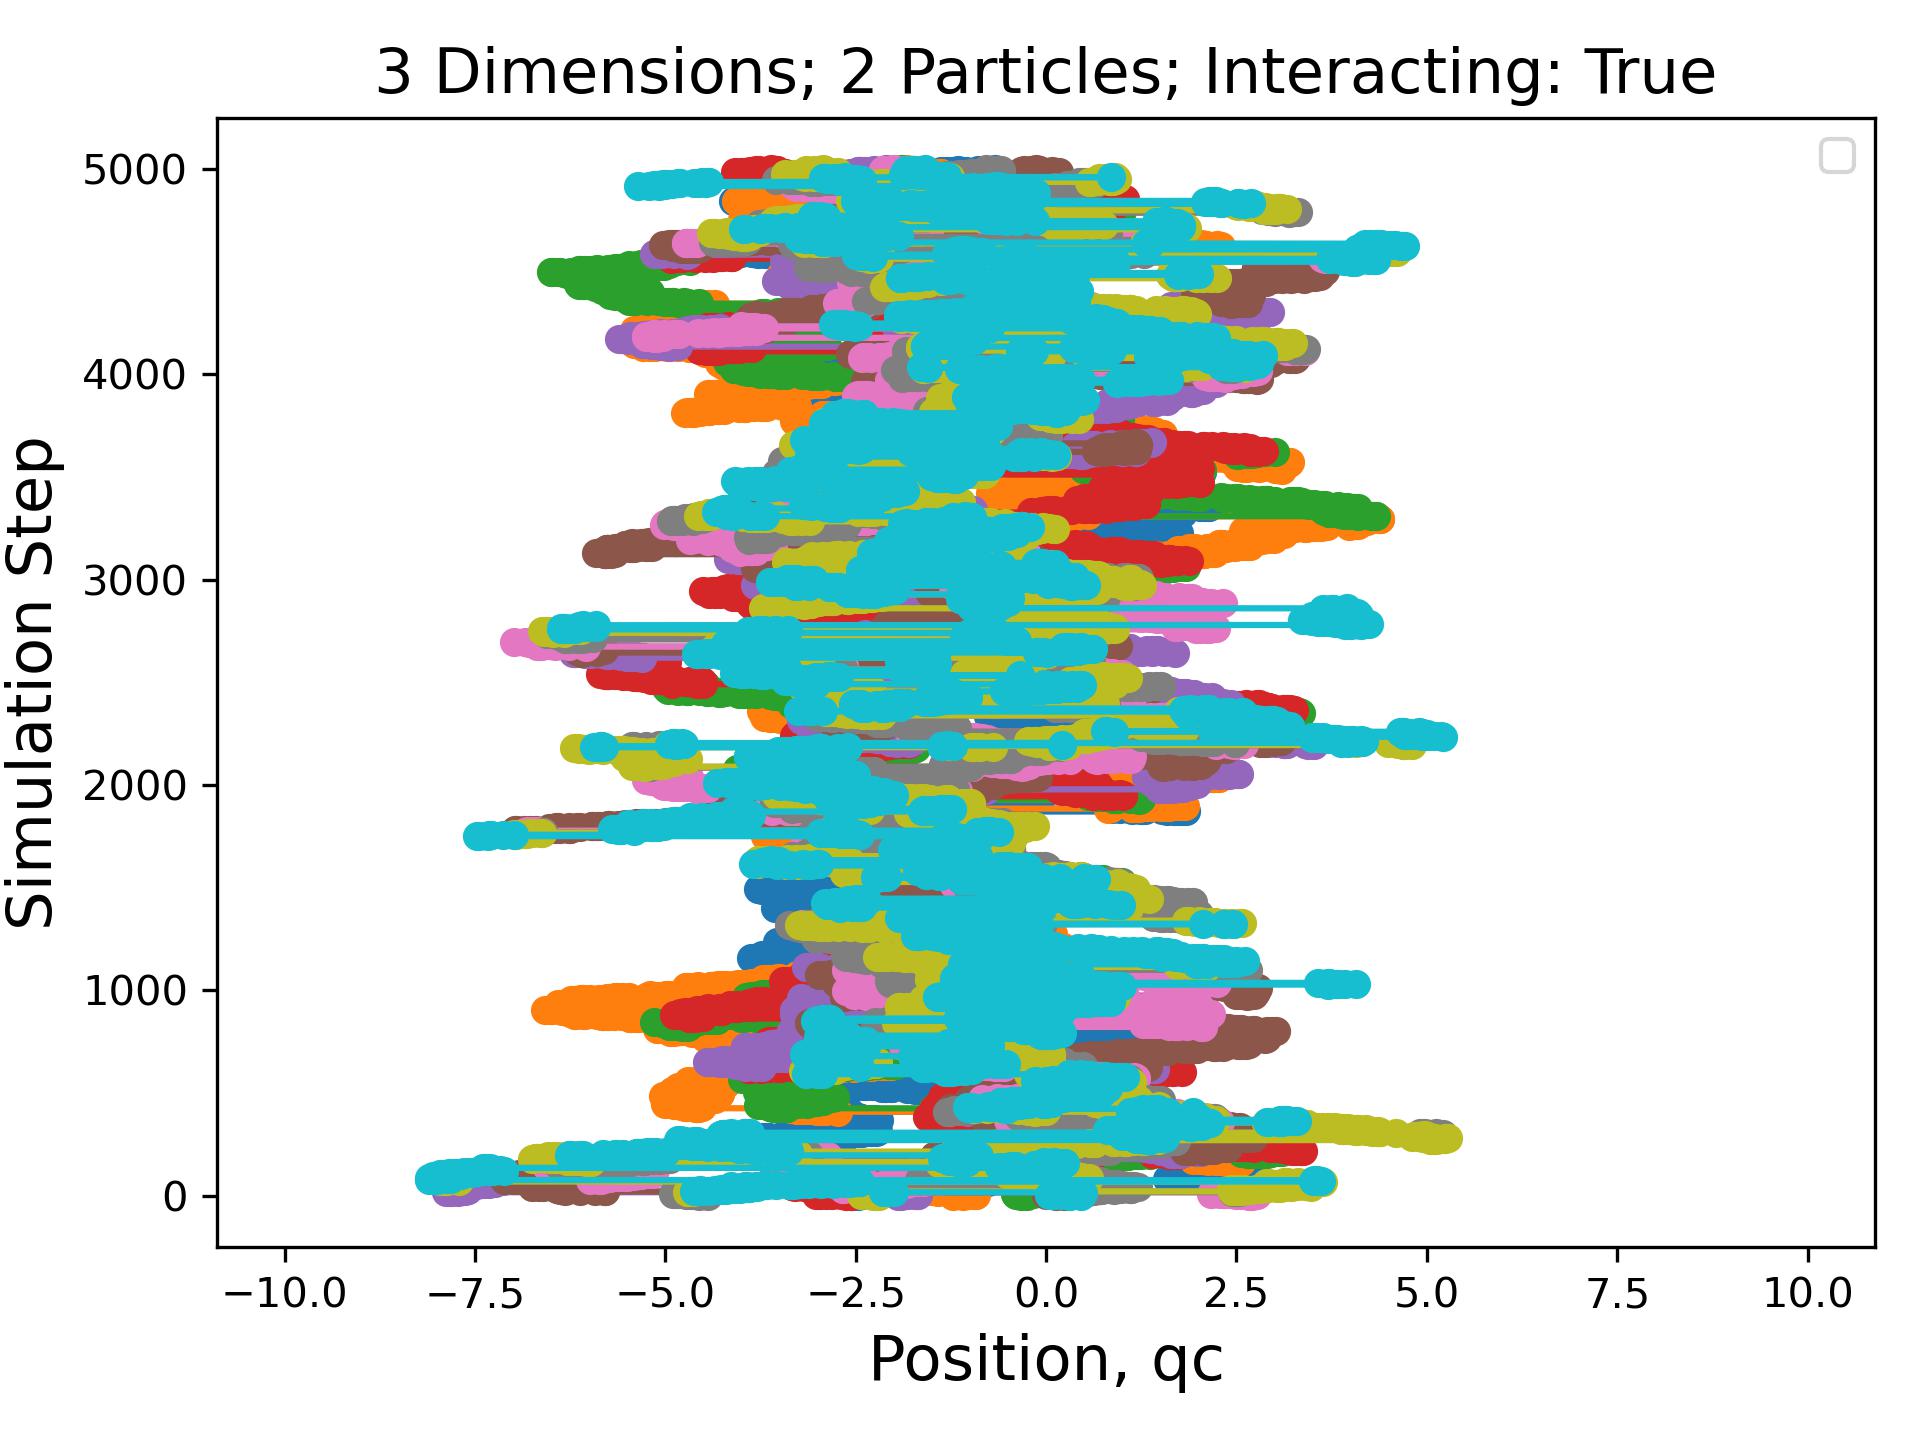 3 Dimensions; 2 Particles; Interacting: True
5000
4000
3000
2000
1000
0
Simulation Step
−10.0 −7.5 −5.0 −2.5 0.0 2.5 5.0 7.5 10.0
Position, qc